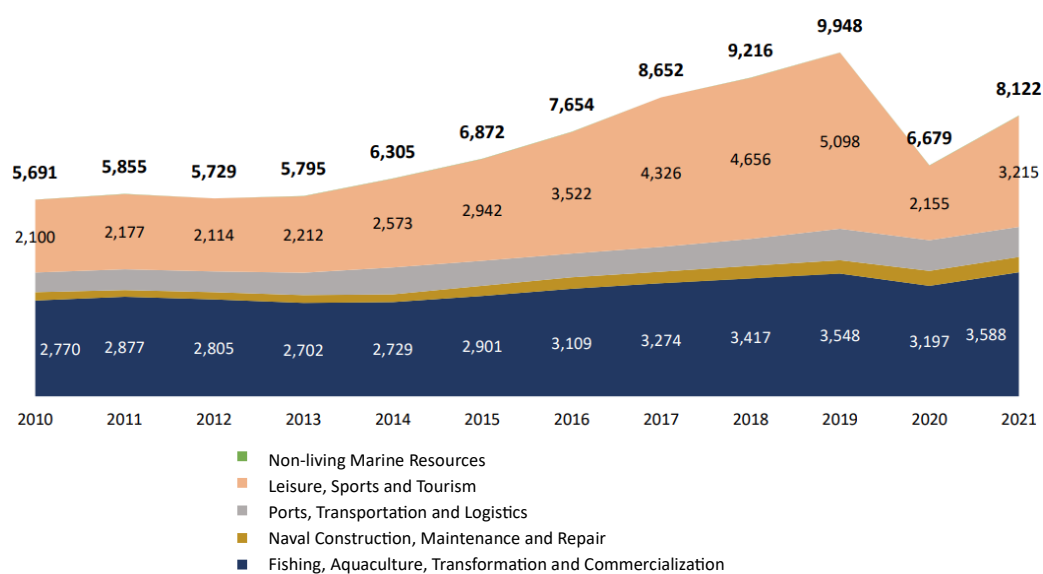 9,948
9,216
8,652
8,122
7,654
6,872
6,679
6,305
5,691 5,855 5,729 5,795
5,098
4,656
4,326
3,522
3,215
2,942
2,573
2,155
2,100 2,177 2,114 2,212
2,770 2,877 2,805 2,702 2,729 2,901 3,109 3,274 3,417 3,548 3,197 3,588
2010 2011 2012 2013 2014 2015 2016 2017 2018 2019 2020 2021
Non-living Marine Resources
Leisure, Sports and Tourism
Ports, Transportation and Logistics
Naval Construction, Maintenance and Repair
Fishing, Aquaculture, Transformation and Commercialization